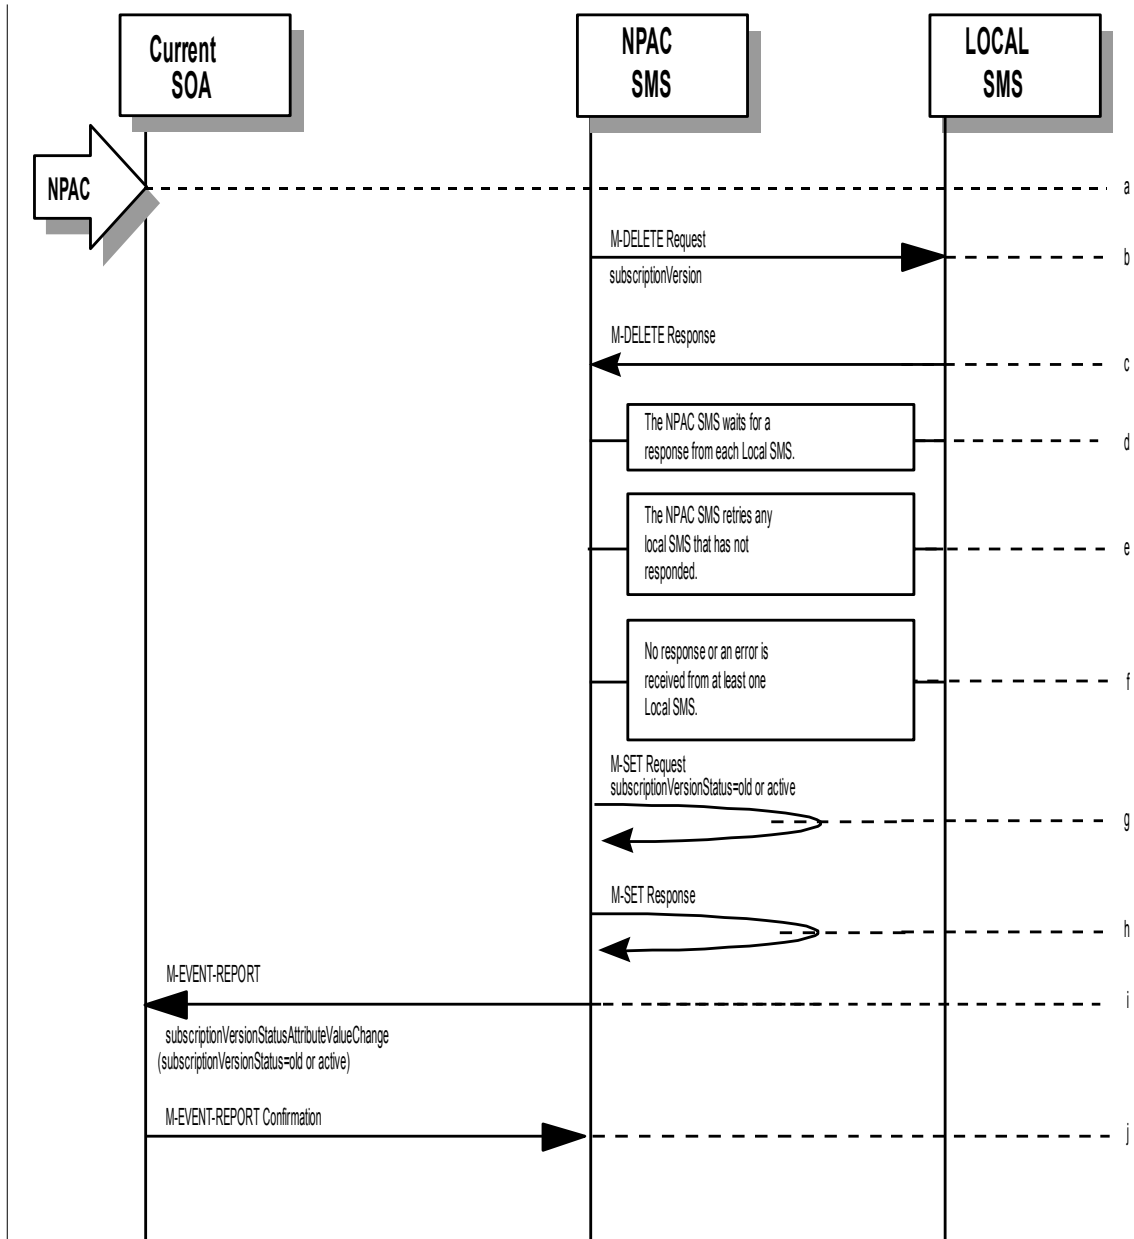 Current
SOA
NPAC
SMS
LOCAL
SMS
NPAC
a
M-DELETE Request
b
subscriptionVersion
M-DELETE Response
c
The NPAC SMS waits for a
response from each Local SMS.
d
The NPAC SMS retries any
local SMS that has not
responded.
e
No response or an error is
received from at least one
Local SMS.
f
M-SET Request
subscriptionVersionStatus=old or active
g
M-SET Response
h
M-EVENT-REPORT
i
subscriptionVersionStatusAttributeValueChange
(subscriptionVersionStatus=old or active)
M-EVENT-REPORT Confirmation
j